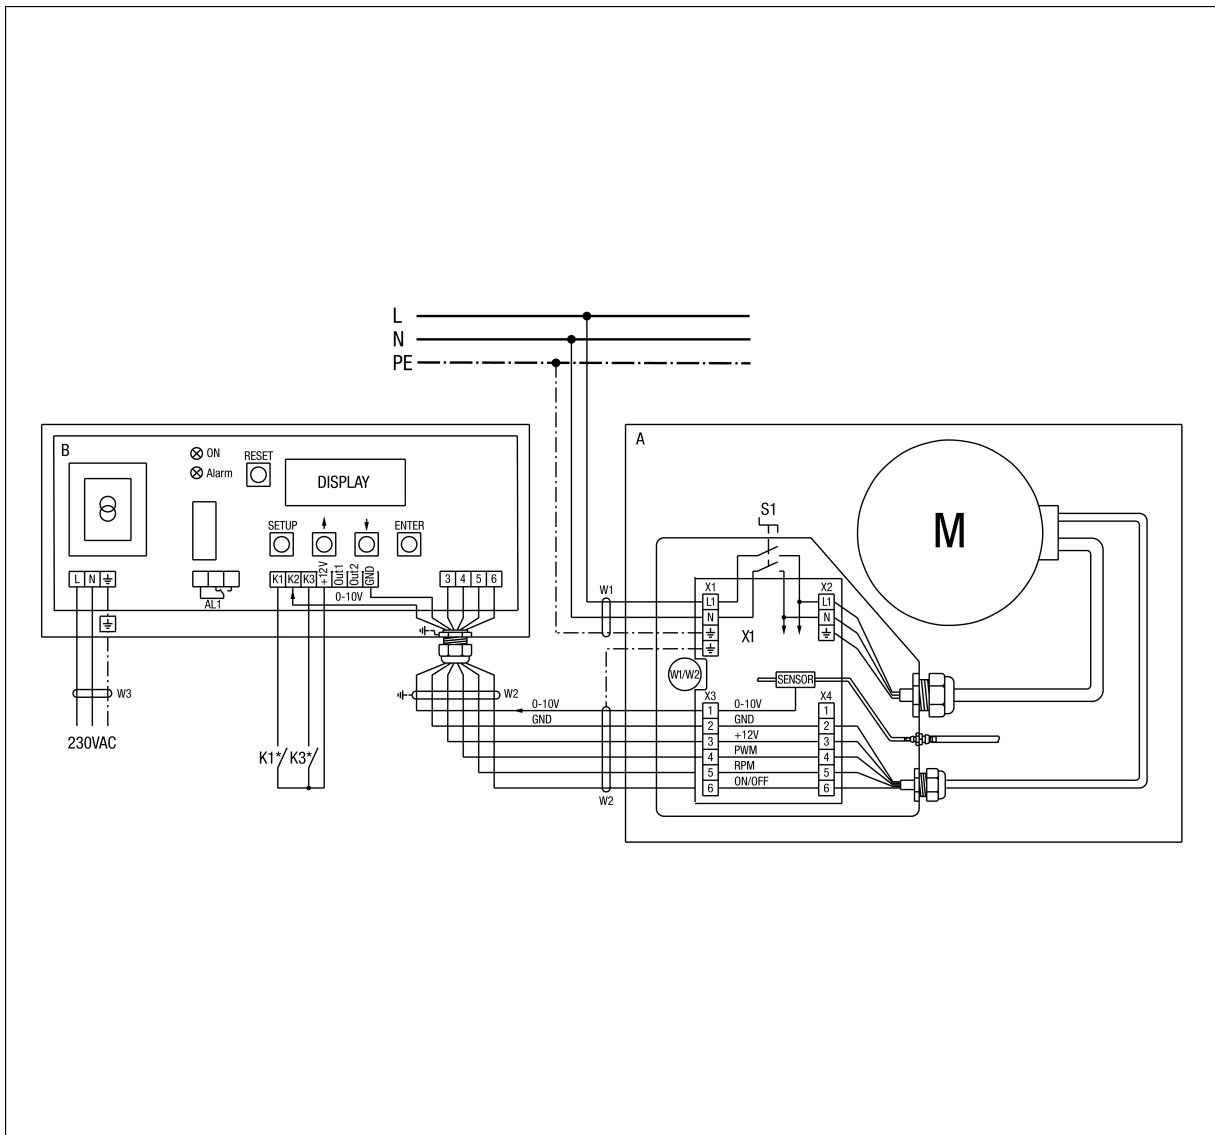 L
N
PE
B
ON
Alarm
RESET
DISPLAY
SETUP
ENTER
L N
K1 K2 K3 +12V Out1 Out2 GND
3 4 5 6
AL1
0-10V
W3
230VAC
K1* K3*
W2
W1
A
M
S1
X1
L1
N
X1
X2
L1
N
W1/W2
SENSOR
X3
X4
0-10V
GND
1 0-10V 1
2 GND 2
3 +12V 3
4 PWM 4
5 RPM 5
6 ON/OFF 6
W2